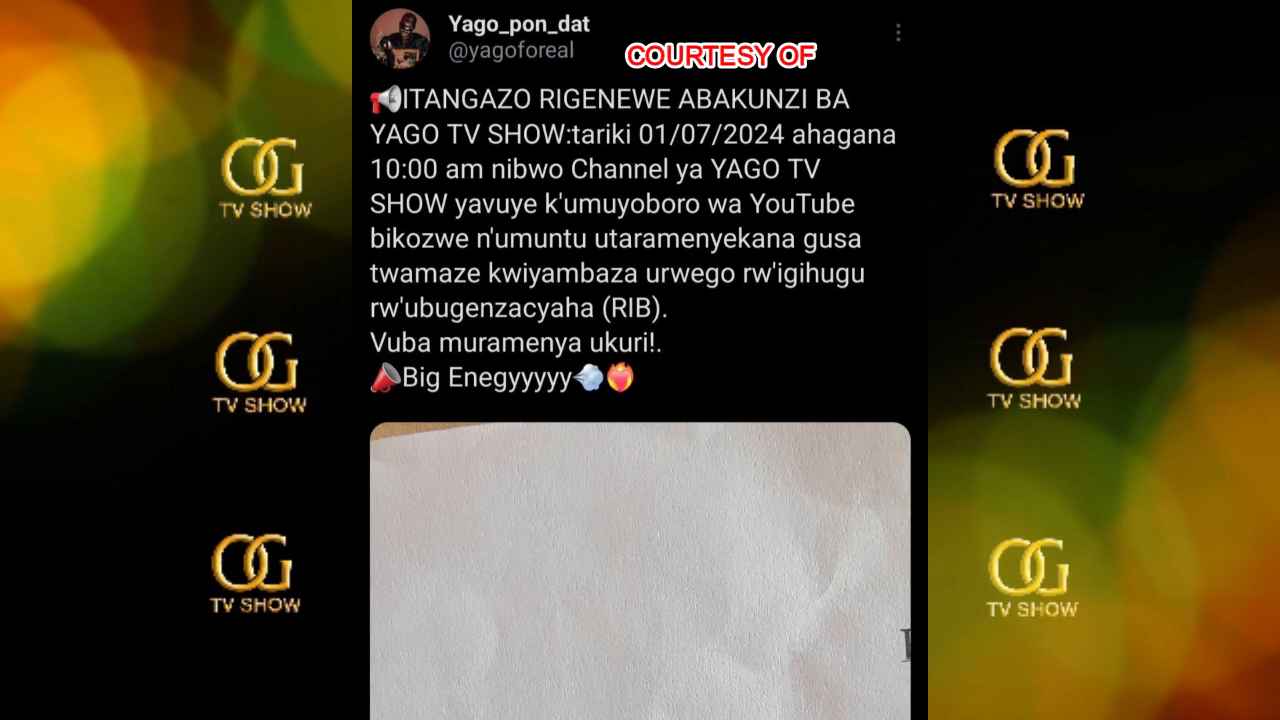 Yago_pon_dat
@yagoforeal
COURTESY OF
📢ITANGAZO RIGENEWE ABAKUNZI BA
YAGO TV SHOW:tariki 01/07/2024 ahagana
10:00 am nibwo Channel ya YAGO TV
SHOW yavuye k'umuyoboro wa YouTube
bikozwe n'umuntu utaramenyekana gusa
twamaze kwiyambaza urwego rw'igihugu
rw'ubugenzacyaha (RIB).
Vuba muramenya ukuri!.
📣Big Enegyyyyy💨❤️‍🔥
OG
TV SHOW
OG
TV SHOW
OG
TV SHOW
OG
TV SHOW
OG
TV SHOW
OG
TV SHOW